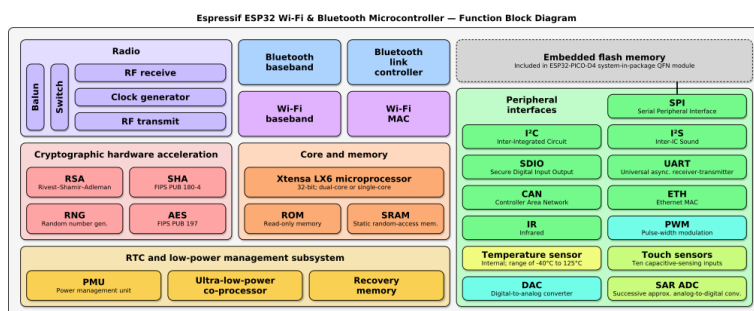 Espressif ESP32 Wi-Fi & Bluetooth Microcontroller — Function Block Diagram
Radio
Balun
Switch
RF receive
Clock generator
RF transmit
Bluetooth
baseband
Bluetooth
link
controller
Wi-Fi
baseband
Wi-Fi
MAC
Embedded flash memory
Included in ESP32-PICO-D4 system-in-package QFN module
Cryptographic hardware acceleration
RSA
Rivest–Shamir–Adleman
SHA
FIPS PUB 180-4
RNG
Random number gen.
AES
FIPS PUB 197
Core and memory
Xtensa LX6 microprocessor
32-bit; dual-core or single-core
ROM
Read-only memory
SRAM
Static random-access mem.
RTC and low-power management subsystem
PMU
Power management unit
Ultra-low-power
co-processor
Recovery
memory
Peripheral
interfaces
SPI
Serial Peripheral Interface
I²C
Inter-Integrated Circuit
I²S
Inter-IC Sound
SDIO
Secure Digital Input Output
UART
Universal async. receiver-transmitter
CAN
Controller Area Network
ETH
Ethernet MAC
IR
Infrared
PWM
Pulse-width modulation
Temperature sensor
Internal; range of -40°C to 125°C
Touch sensors
Ten capacitive-sensing inputs
DAC
Digital-to-analog converter
SAR ADC
Successive approx. analog-to-digital conv.